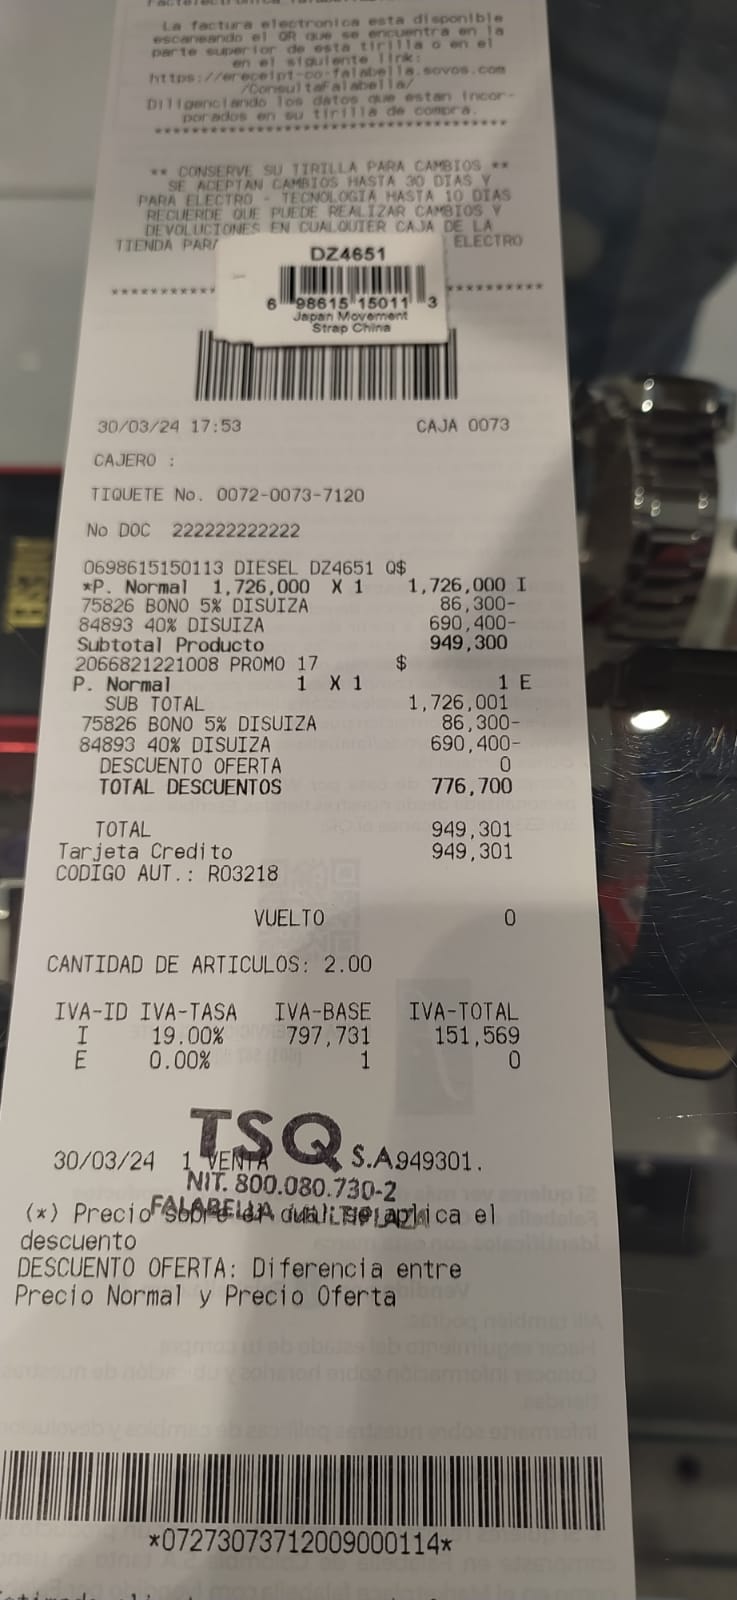 La factura electronica esta disponible
escaneando el QR que se encuentra en la
parte superior de esta tirilla o en el
en el siguiente link:
https://ereceipt-co-falabella.sovos.com
/ConsultaFalabella/
Diligenciando los datos que estan incor-
porados en su tirilla de compra.
****************************************
** CONSERVE SU TIRILLA PARA CAMBIOS **
SE ACEPTAN CAMBIOS HASTA 30 DIAS Y
PARA ELECTRO - TECNOLOGIA HASTA 10 DIAS
RECUERDE QUE PUEDE REALIZAR CAMBIOS Y
DEVOLUCIONES EN CUALQUIER CAJA DE LA
TIENDA PARA ELECTRO
DZ4651
6 98615 15011 3
Japan Movement
Strap China
30/03/24 17:53 CAJA 0073
CAJERO :
TIQUETE No. 0072-0073-7120
No DOC 222222222222
0698615150113 DIESEL DZ4651 Q$
*P. Normal 1,726,000 X 1 1,726,000 I
75826 BONO 5% DISUIZA 86,300-
84893 40% DISUIZA 690,400-
Subtotal Producto 949,300
2066821221008 PROMO 17 $
P. Normal 1 X 1 1 E
SUB TOTAL 1,726,001
75826 BONO 5% DISUIZA 86,300-
84893 40% DISUIZA 690,400-
DESCUENTO OFERTA 0
TOTAL DESCUENTOS 776,700
TOTAL 949,301
Tarjeta Credito 949,301
CODIGO AUT.: R03218
VUELTO 0
CANTIDAD DE ARTICULOS: 2.00
IVA-ID IVA-TASA IVA-BASE IVA-TOTAL
I 19.00% 797,731 151,569
E 0.00% 1 0
TSQ S.A.
30/03/24 1 VENTA 949301.
NIT. 800.080.730-2
FALABELLA MULTIPLAZA
(*) Precio sobre el cual se aplica el
descuento
DESCUENTO OFERTA: Diferencia entre
Precio Normal y Precio Oferta
*07273073712009000114*